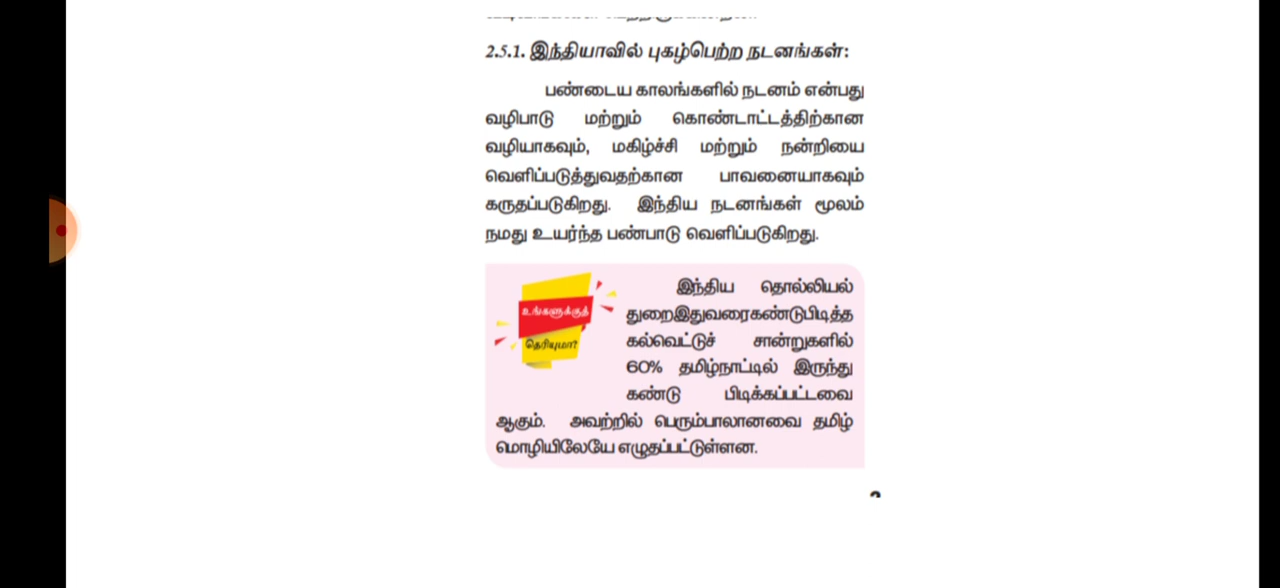 2.5.1. இந்தியாவில் புகழ்பெற்ற நடனங்கள்:
பண்டைய காலங்களில் நடனம் என்பது
வழிபாடு மற்றும் கொண்டாட்டத்திற்கான
வழியாகவும், மகிழ்ச்சி மற்றும் நன்றியை
வெளிப்படுத்துவதற்கான பாவனையாகவும்
கருதப்படுகிறது. இந்திய நடனங்கள் மூலம்
நமது உயர்ந்த பண்பாடு வெளிப்படுகிறது.
உங்களுக்குத்
தெரியுமா?
இந்திய தொல்லியல்
துறைஇதுவரைகண்டுபிடித்த
கல்வெட்டுச் சான்றுகளில்
60% தமிழ்நாட்டில் இருந்து
கண்டு பிடிக்கப்பட்டவை
ஆகும். அவற்றில் பெரும்பாலானவை தமிழ்
மொழியிலேயே எழுதப்பட்டுள்ளன.